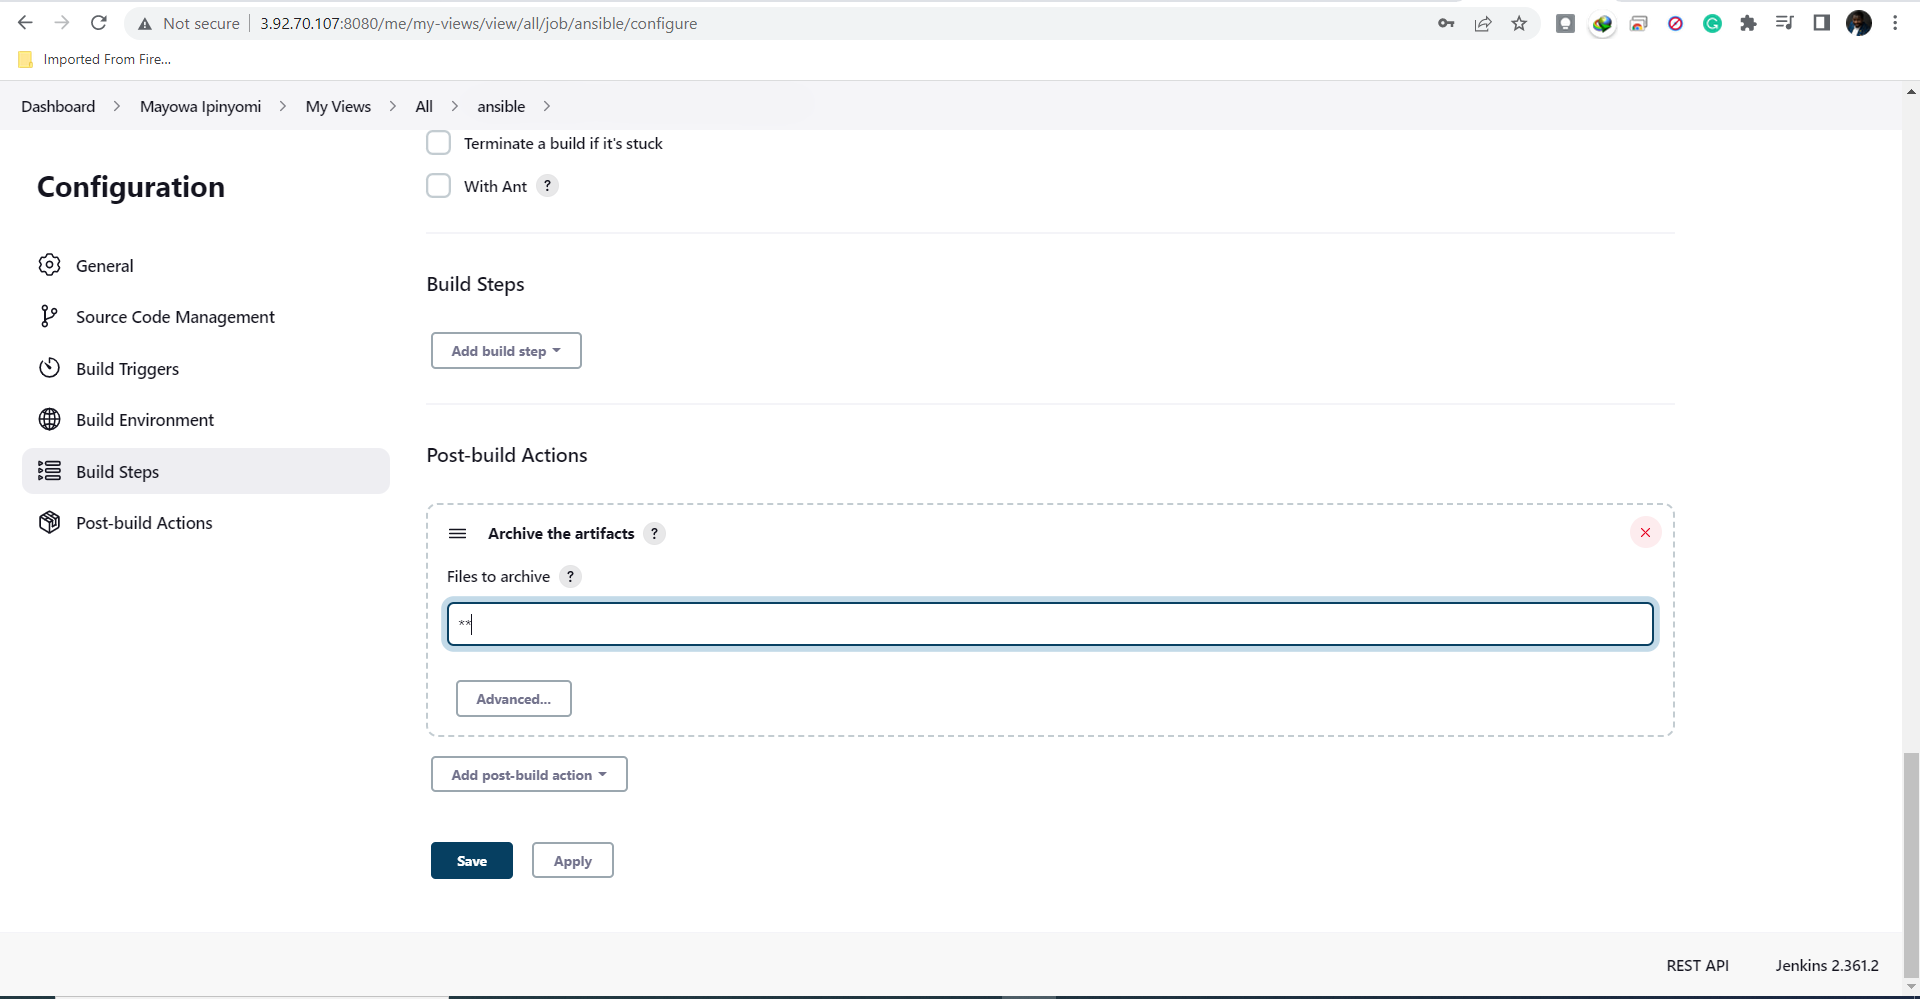 Not secure 3.92.70.107:8080/me/my-views/view/all/job/ansible/configure
Imported From Fire...
Dashboard Mayowa Ipinyomi My Views All ansible
Terminate a build if it's stuck
With Ant ?
Configuration
General
Source Code Management
Build Triggers
Build Environment
Build Steps
Post-build Actions
Build Steps
Add build step
Post-build Actions
Archive the artifacts ?
Files to archive ?
**
Advanced...
Add post-build action
Save Apply
REST API Jenkins 2.361.2